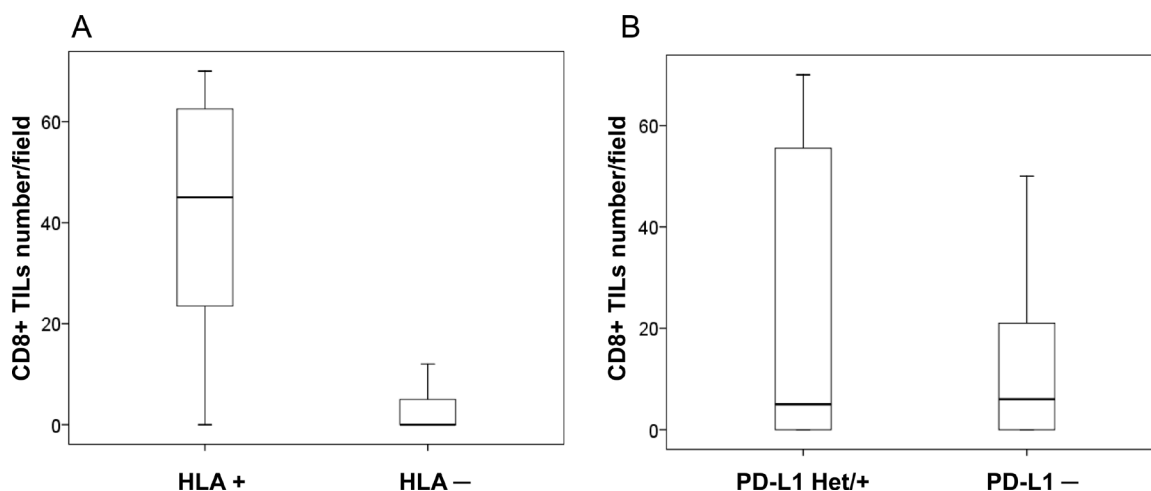 A
CD8+ TILs number/field
60
40
20
0
HLA +
HLA –
B
CD8+ TILs number/field
60
40
20
0
PD-L1 Het/+
PD-L1 –